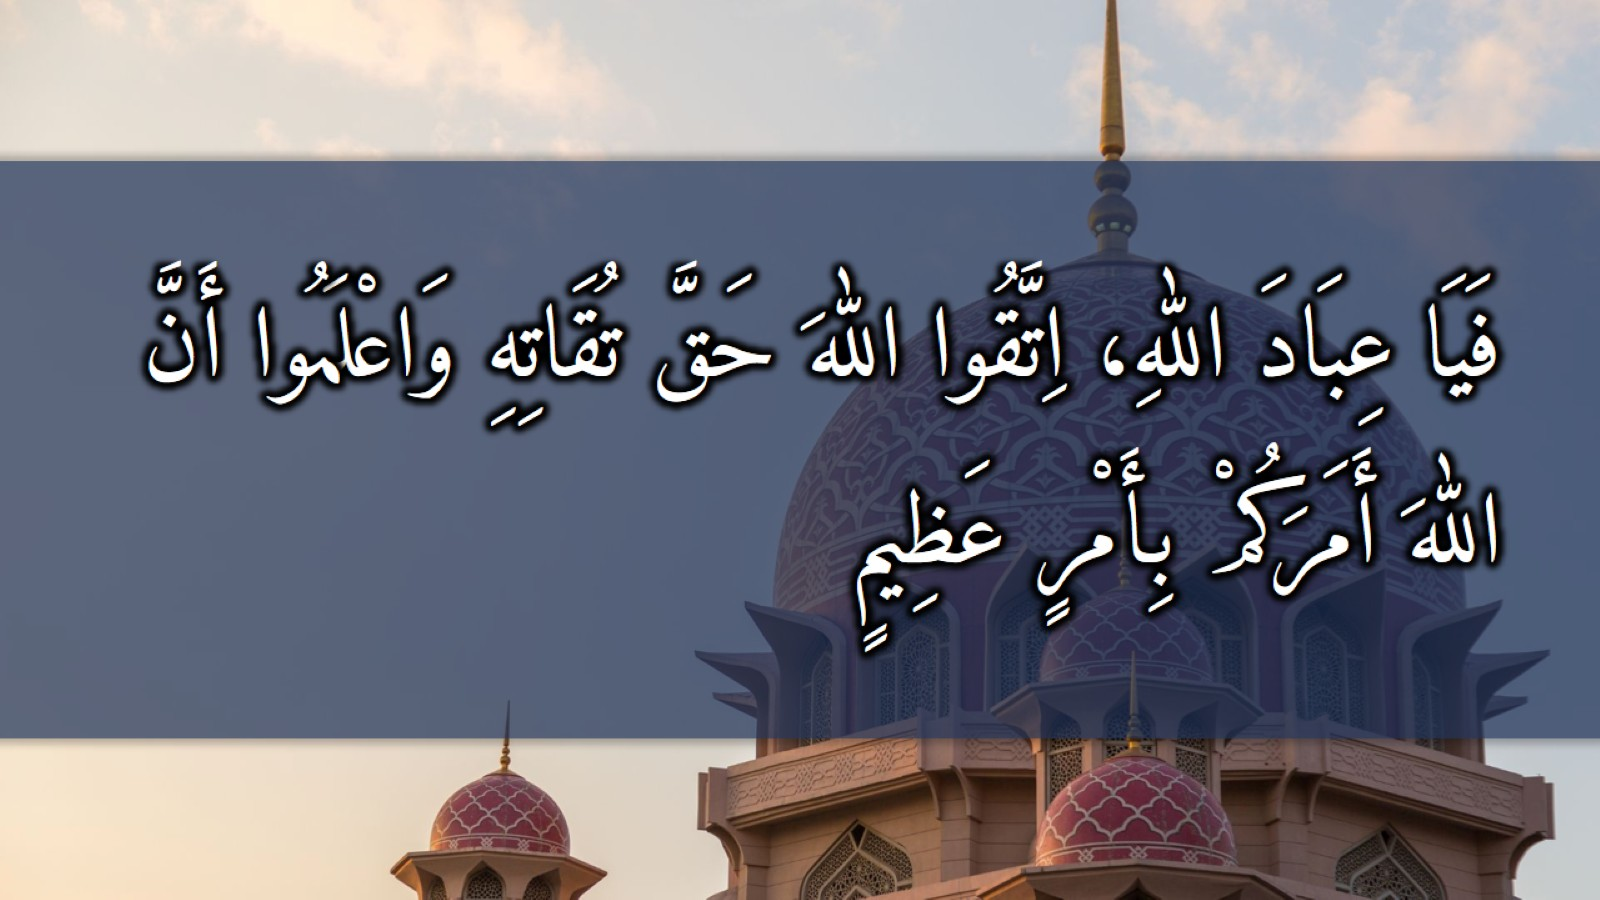 فَيَا عِبَادَ اللهِ، اِتَّقُوا اللهَ حَقَّ تُقَاتِهِ وَاعْلَمُوا أَنَّ
اللهَ أَمَرَكُمْ بِأَمْرٍ عَظِيمٍ